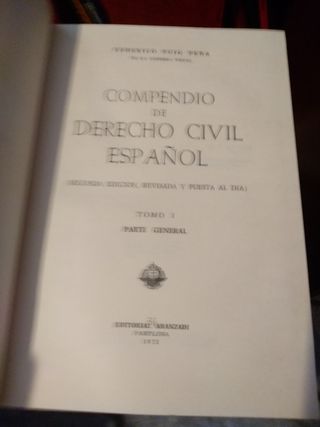 FEDERICO PUIG PEÑA
COMPENDIO
DE
DERECHO CIVIL
ESPAÑOL
(SEGUNDA EDICION, REVISADA Y PUESTA AL DIA)
TOMO I
PARTE GENERAL
EDITORIAL ARANZADI
PAMPLONA
1972